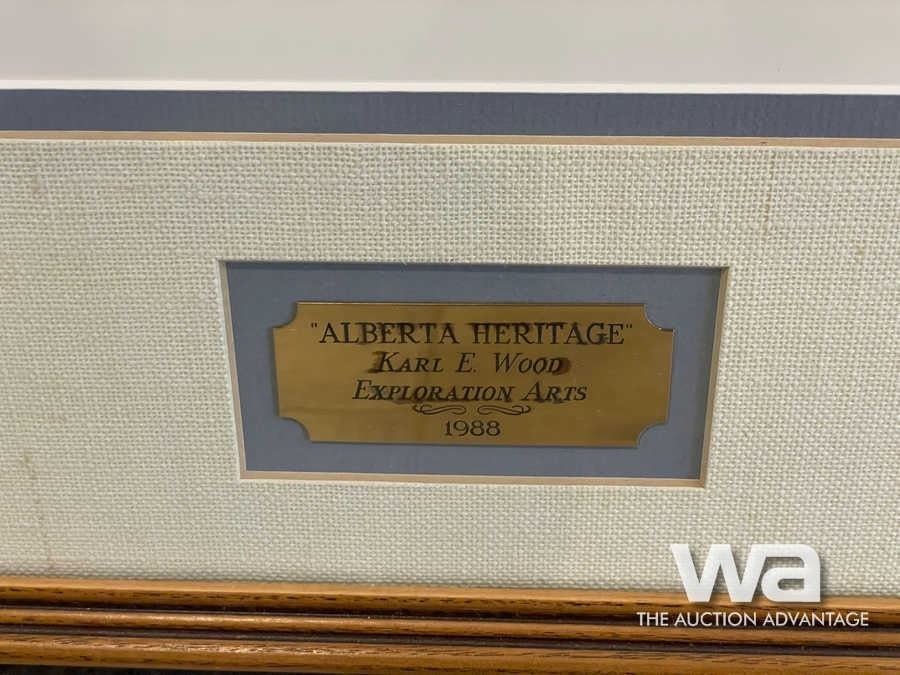 "ALBERTA HERITAGE"
KARL E. WOOD
EXPLORATION ARTS
1988
wa
THE AUCTION ADVANTAGE